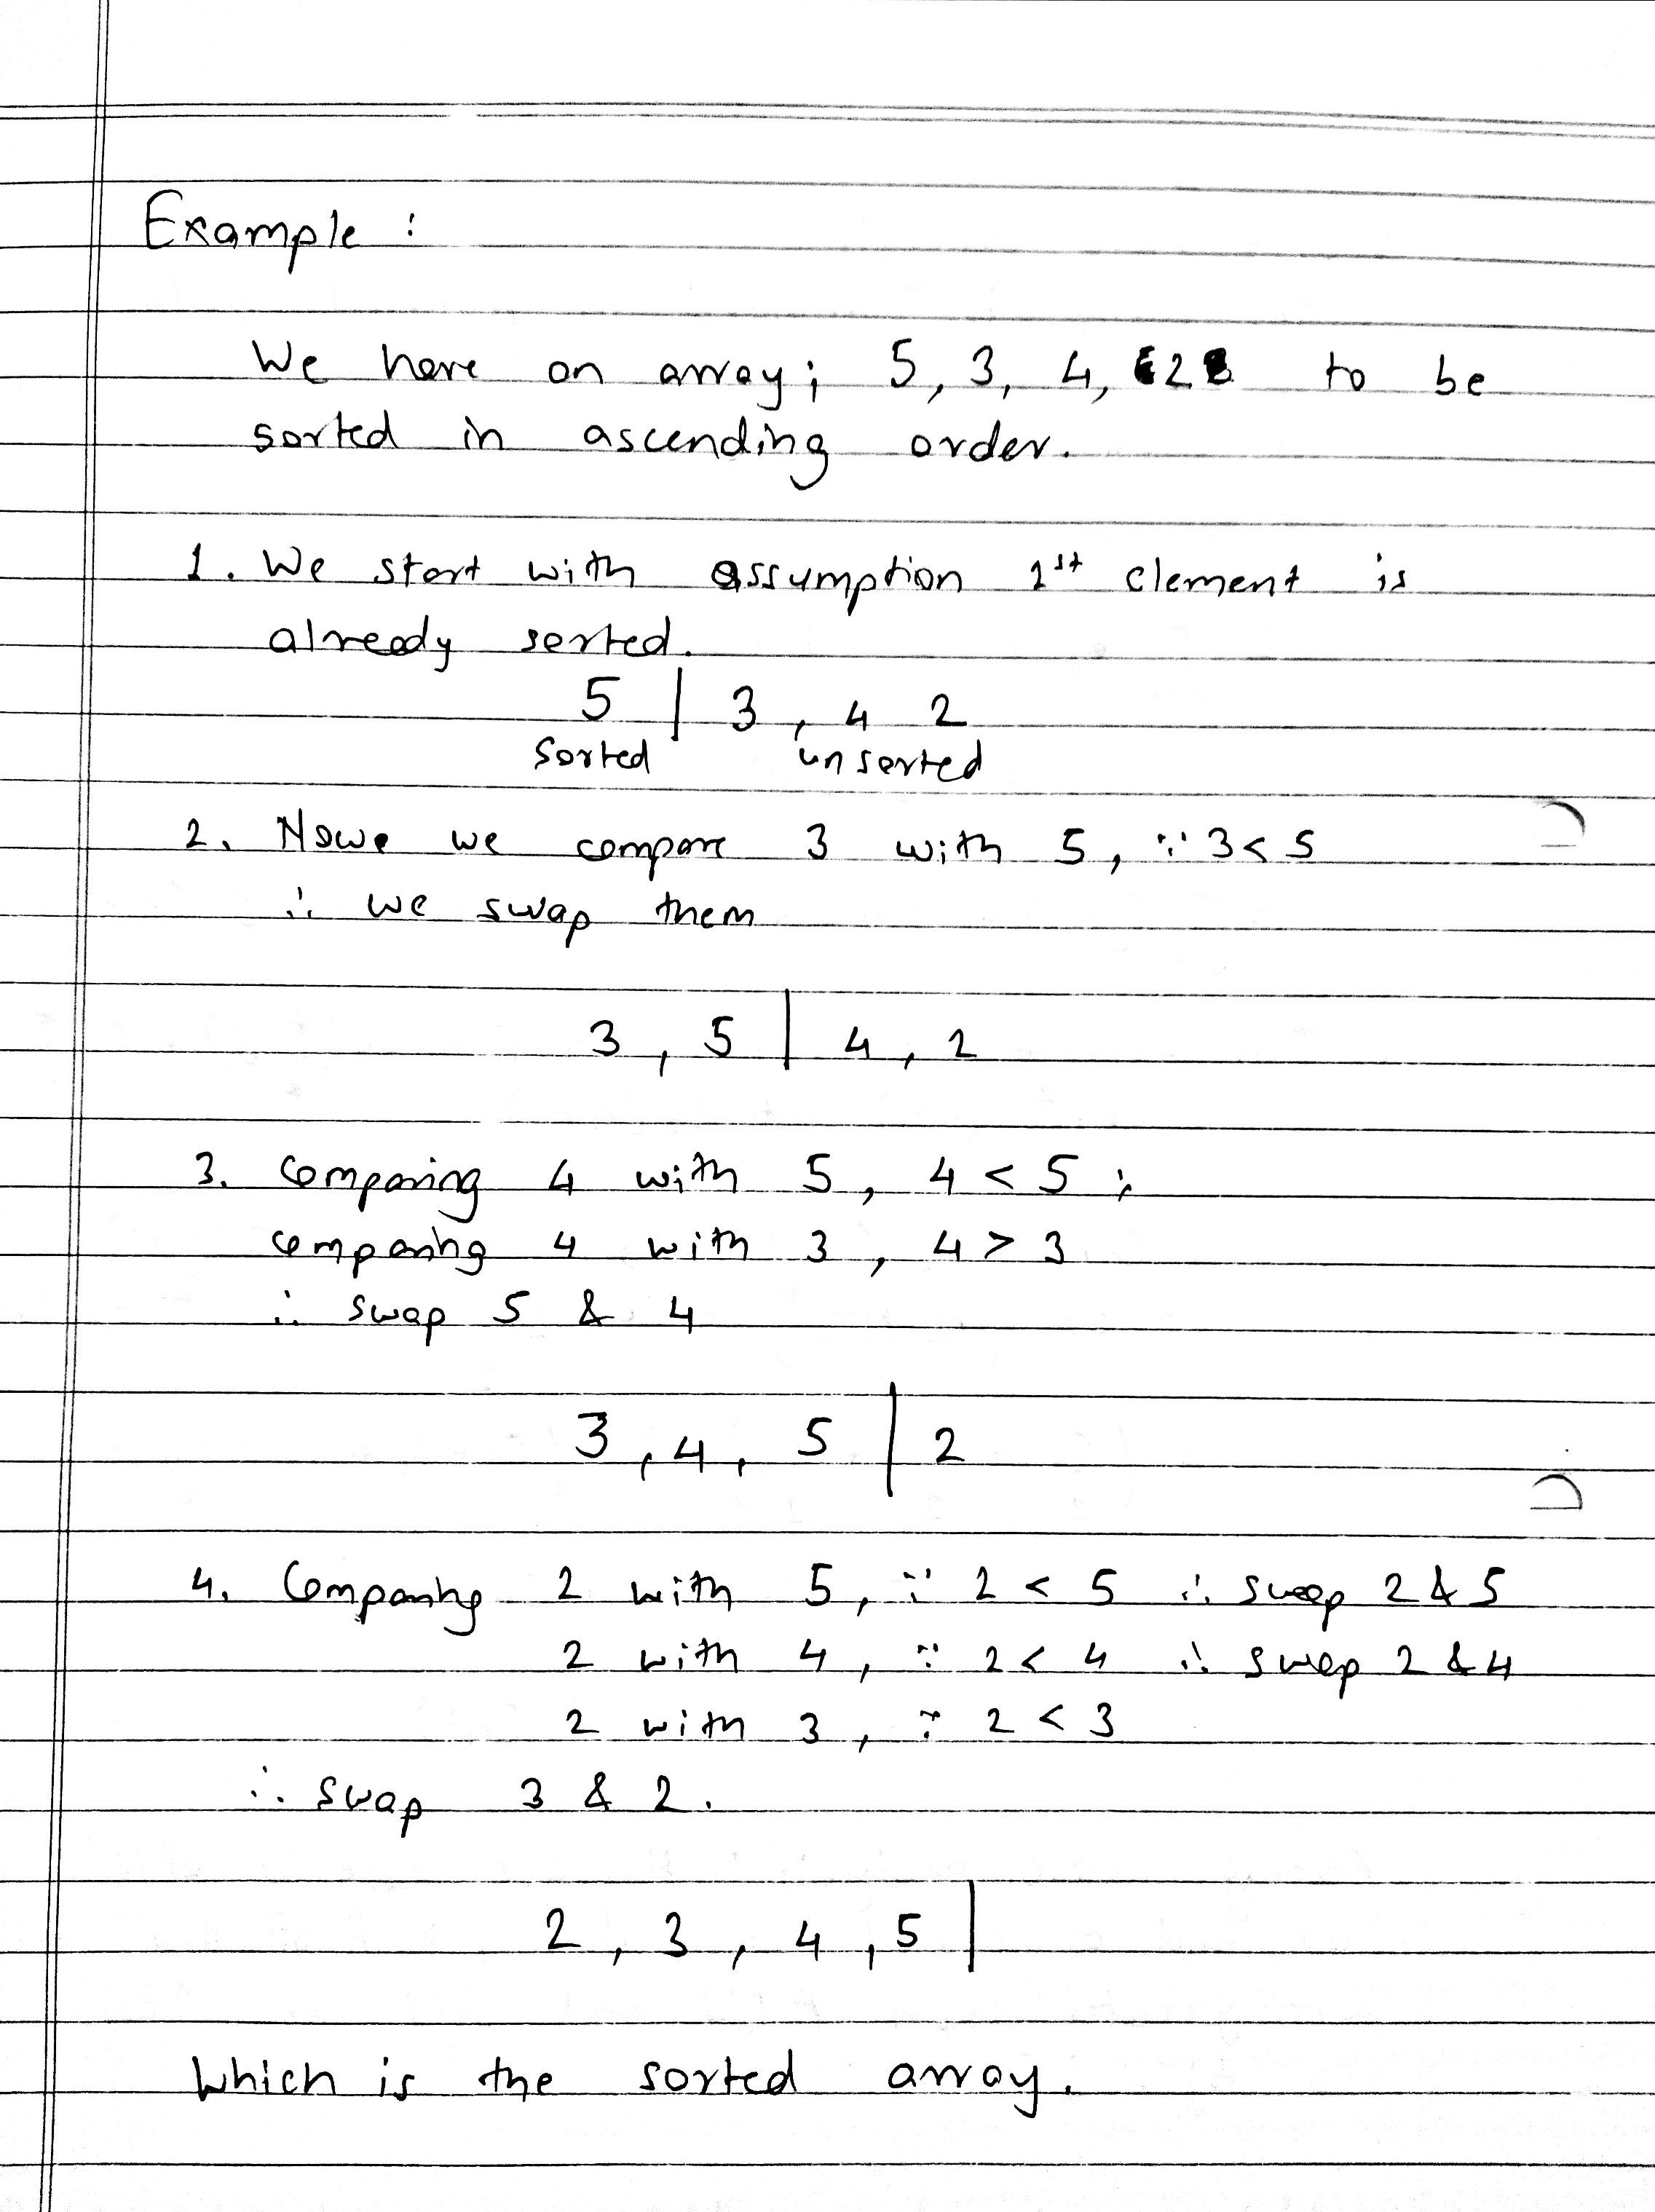 Example :
We have an array; 5, 3, 4, 2 to be
sorted in ascending order.
1. We start with assumption 1st element is
already sorted.
5 | 3 , 4 2
sorted unsorted
2. Nowe we compare 3 with 5, ∵ 3 < 5
∴ we swap them
3 , 5 | 4 , 2
3. Comparing 4 with 5, 4 < 5 ;
comparing 4 with 3, 4 > 3
∴ swap 5 & 4
3 , 4 , 5 | 2
4. Comparing 2 with 5, ∵ 2 < 5 ∴ swap 2 & 5
2 with 4, ∵ 2 < 4 ∴ swap 2 & 4
2 with 3, ∵ 2 < 3
∴ swap 3 & 2.
2 , 3 , 4 , 5 |
Which is the sorted array.